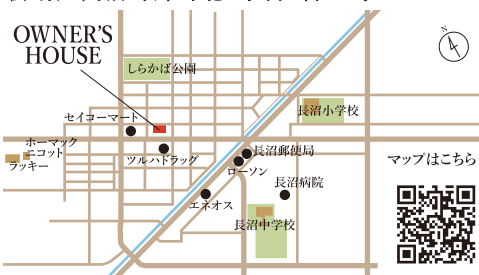 OWNER'S
HOUSE
N
しらかば公園
セイコーマート
長沼小学校
ホーマック
ニコット
ラッキー
ツルハドラッグ
長沼郵便局
ローソン
マップはこちら
長沼病院
エネオス
長沼中学校